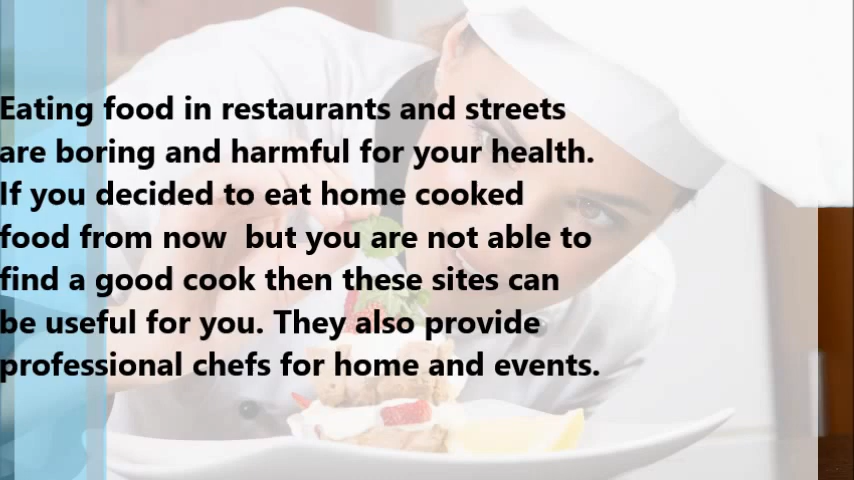 Eating food in restaurants and streets
are boring and harmful for your health.
If you decided to eat home cooked
food from now  but you are not able to
find a good cook then these sites can
be useful for you. They also provide
professional chefs for home and events.